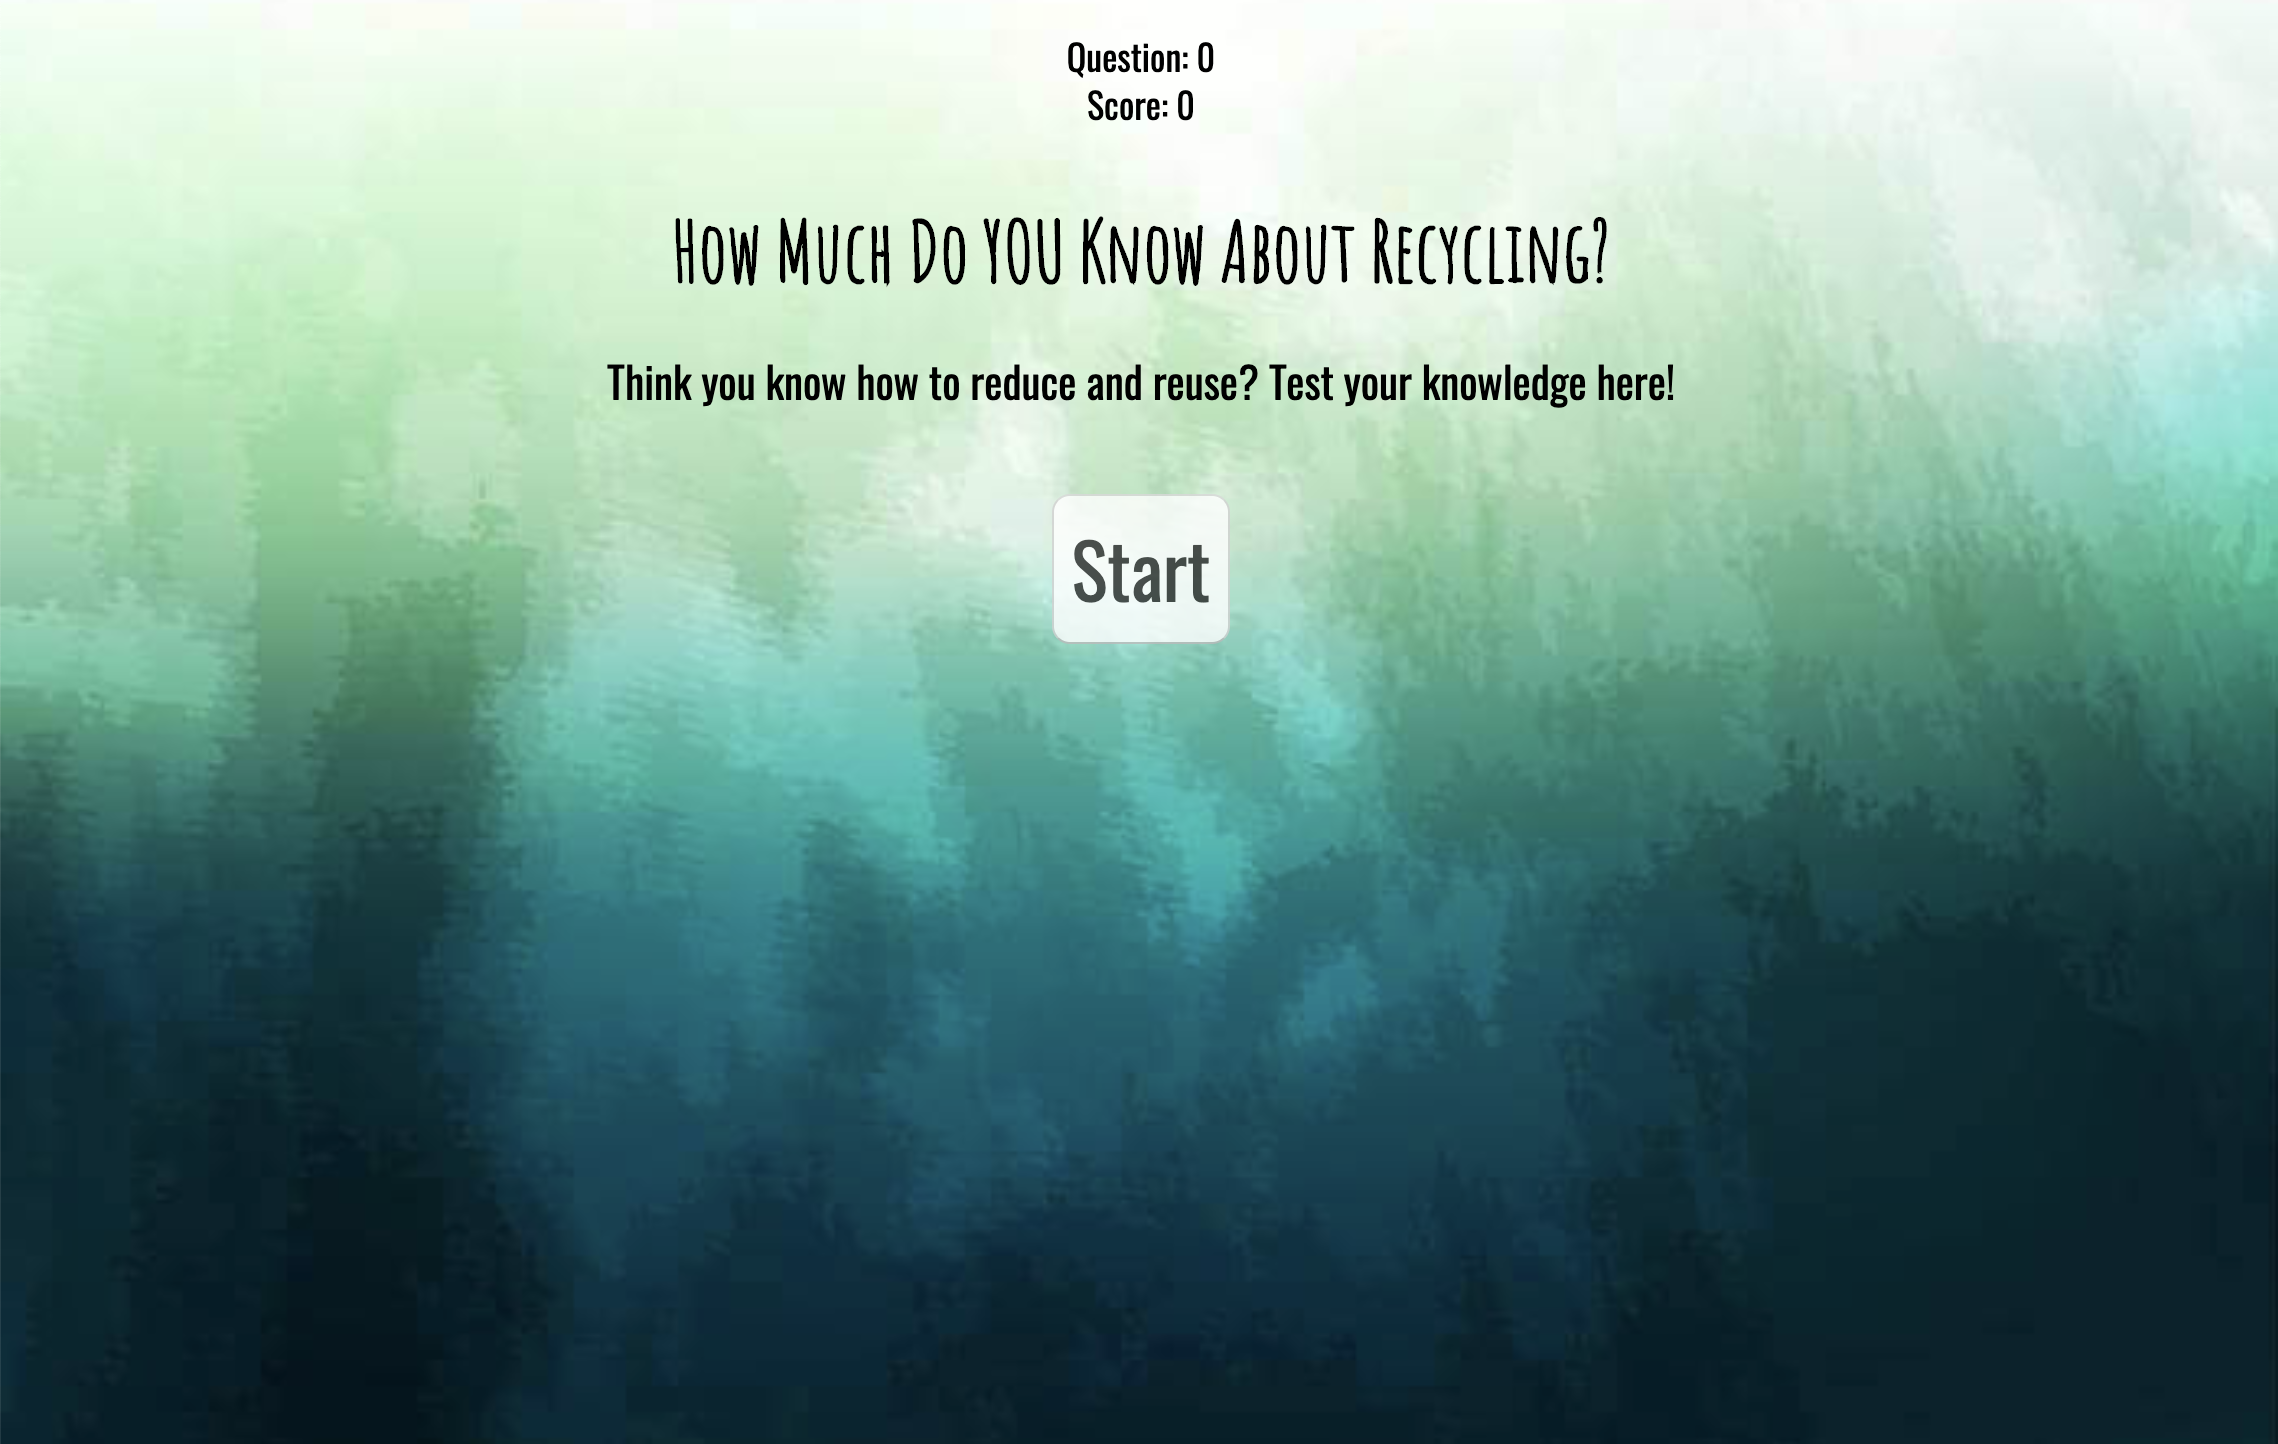 Question: 0
Score: 0
How Much Do YOU Know About Recycling?
Think you know how to reduce and reuse? Test your knowledge here!
Start